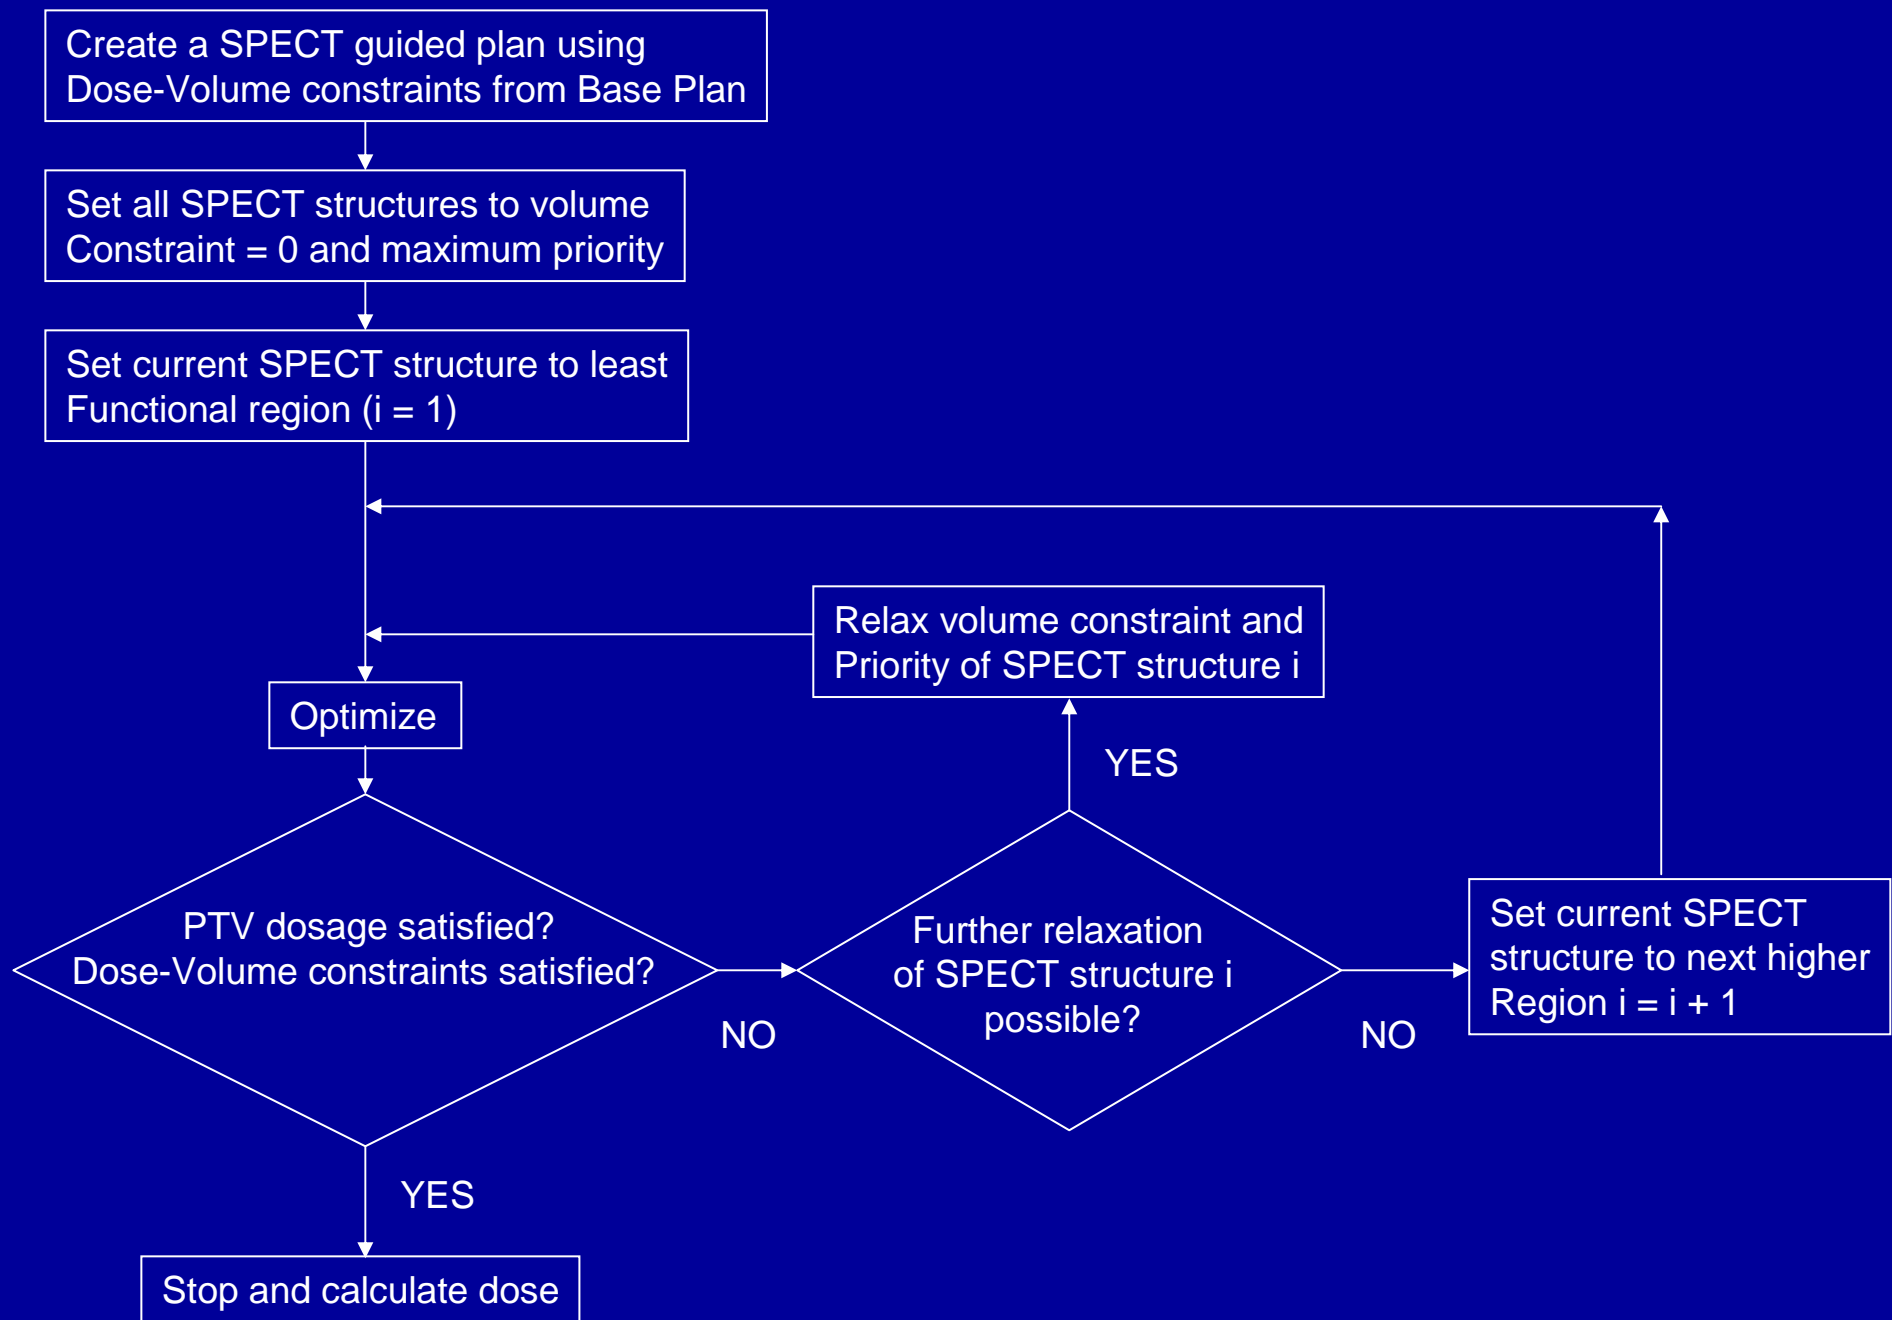 Create a SPECT guided plan using
Dose-Volume constraints from Base Plan
Set all SPECT structures to volume
Constraint = 0 and maximum priority
Set current SPECT structure to least
Functional region (i = 1)
Relax volume constraint and
Priority of SPECT structure i
Optimize
YES
PTV dosage satisfied?
Dose-Volume constraints satisfied?
NO
Further relaxation
of SPECT structure i
possible?
NO
Set current SPECT
structure to next higher
Region i = i + 1
YES
Stop and calculate dose